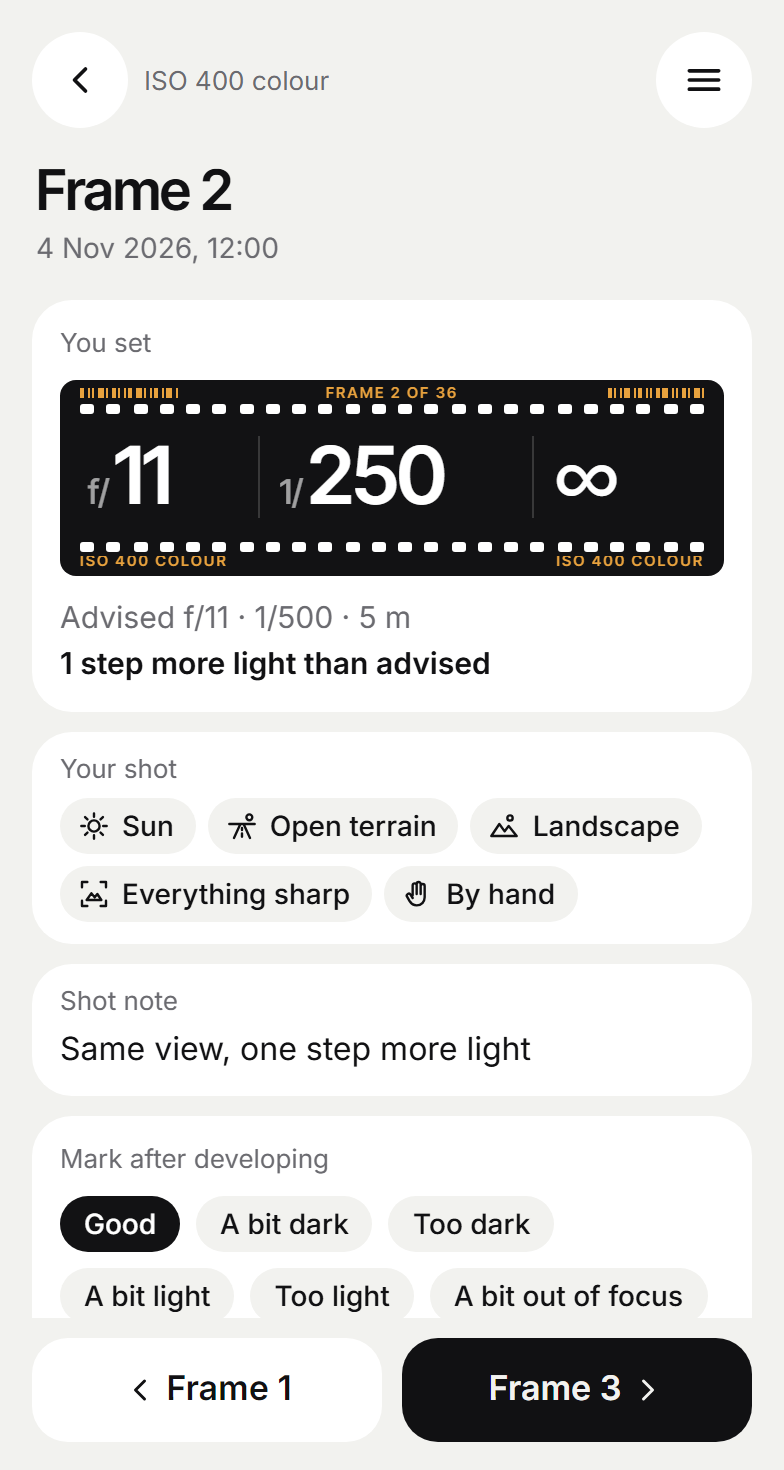 ISO 400 colour
Frame 2
4 Nov 2026, 12:00
You set
FRAME 2 OF 36
f/11 1/250 ∞
ISO 400 COLOUR ISO 400 COLOUR
Advised f/11 · 1/500 · 5 m
1 step more light than advised
Your shot
Sun Open terrain Landscape
Everything sharp By hand
Shot note
Same view, one step more light
Mark after developing
Good A bit dark Too dark
A bit light Too light A bit out of focus
Frame 1 Frame 3